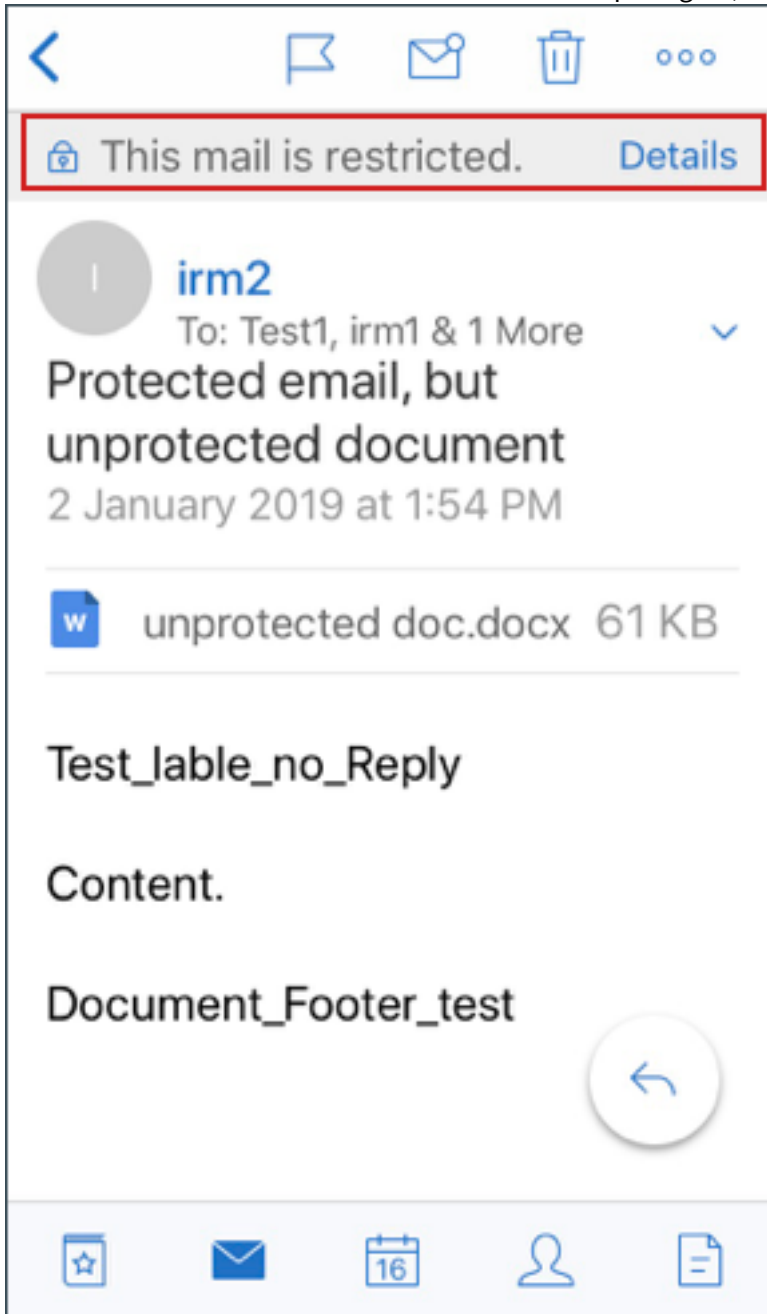 This mail is restricted. Details
I
irm2
To: Test1, irm1 & 1 More
Protected email, but
unprotected document
2 January 2019 at 1:54 PM
W unprotected doc.docx 61 KB
Test_lable_no_Reply
Content.
Document_Footer_test
16